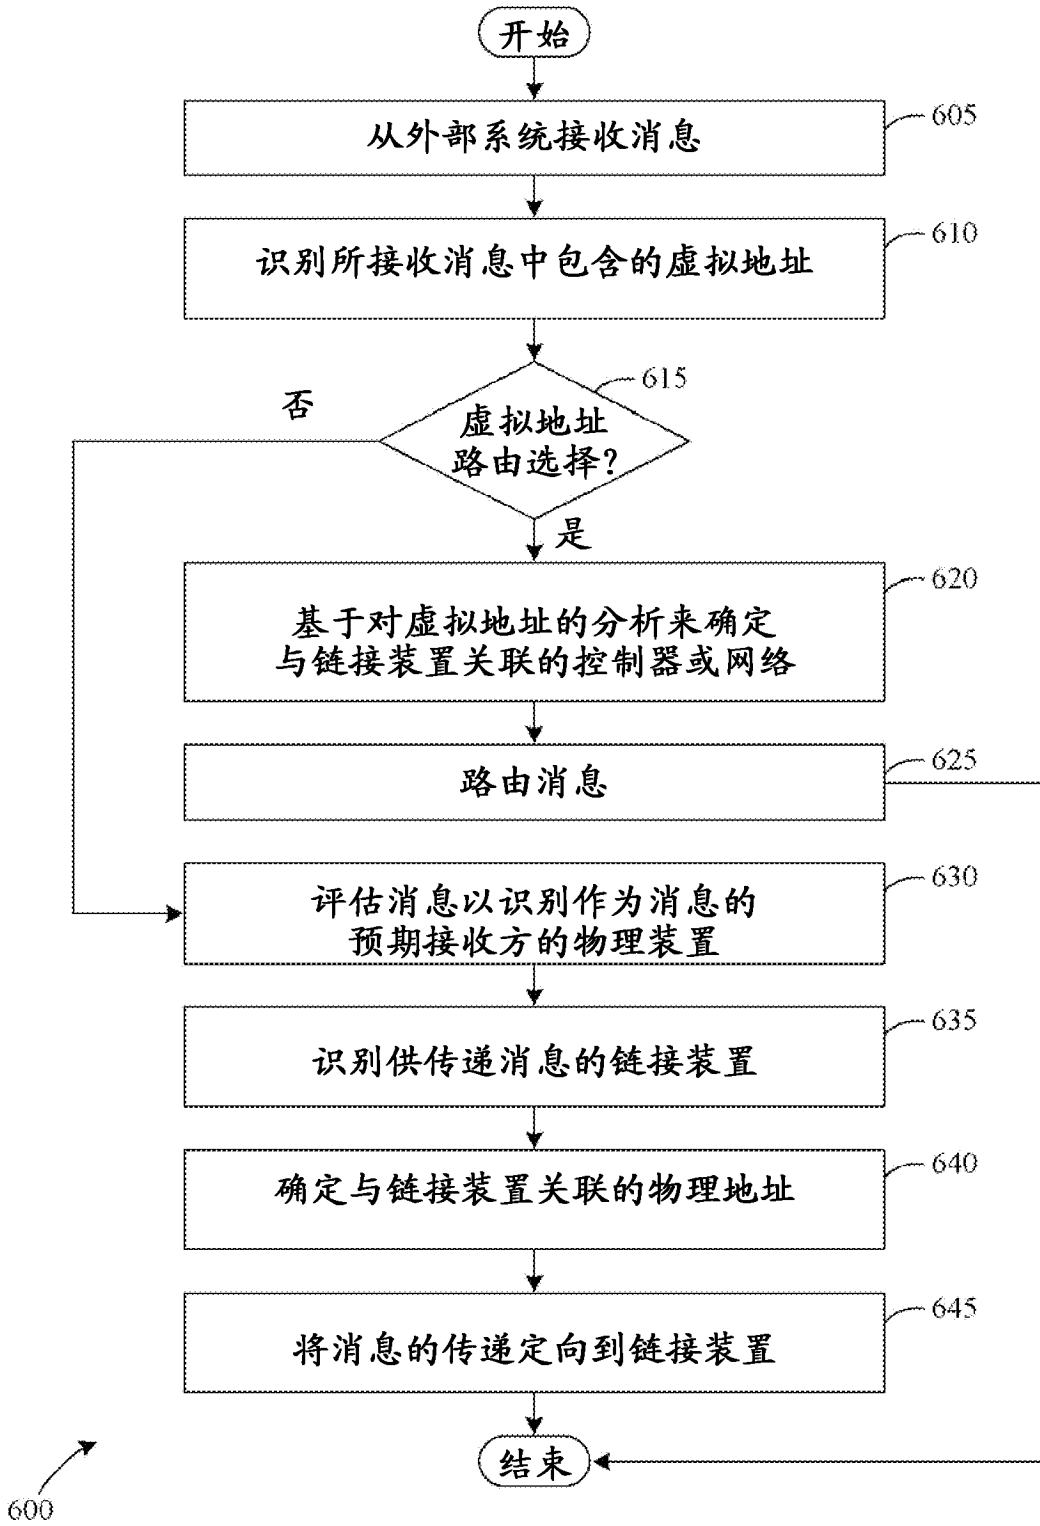 开始
从外部系统接收消息
605
识别所接收消息中包含的虚拟地址
610
615
否
虚拟地址
路由选择?
是
620
基于对虚拟地址的分析来确定
与链接装置关联的控制器或网络
625
路由消息
630
评估消息以识别作为消息的
预期接收方的物理装置
635
识别供传递消息的链接装置
640
确定与链接装置关联的物理地址
645
将消息的传递定向到链接装置
结束
600